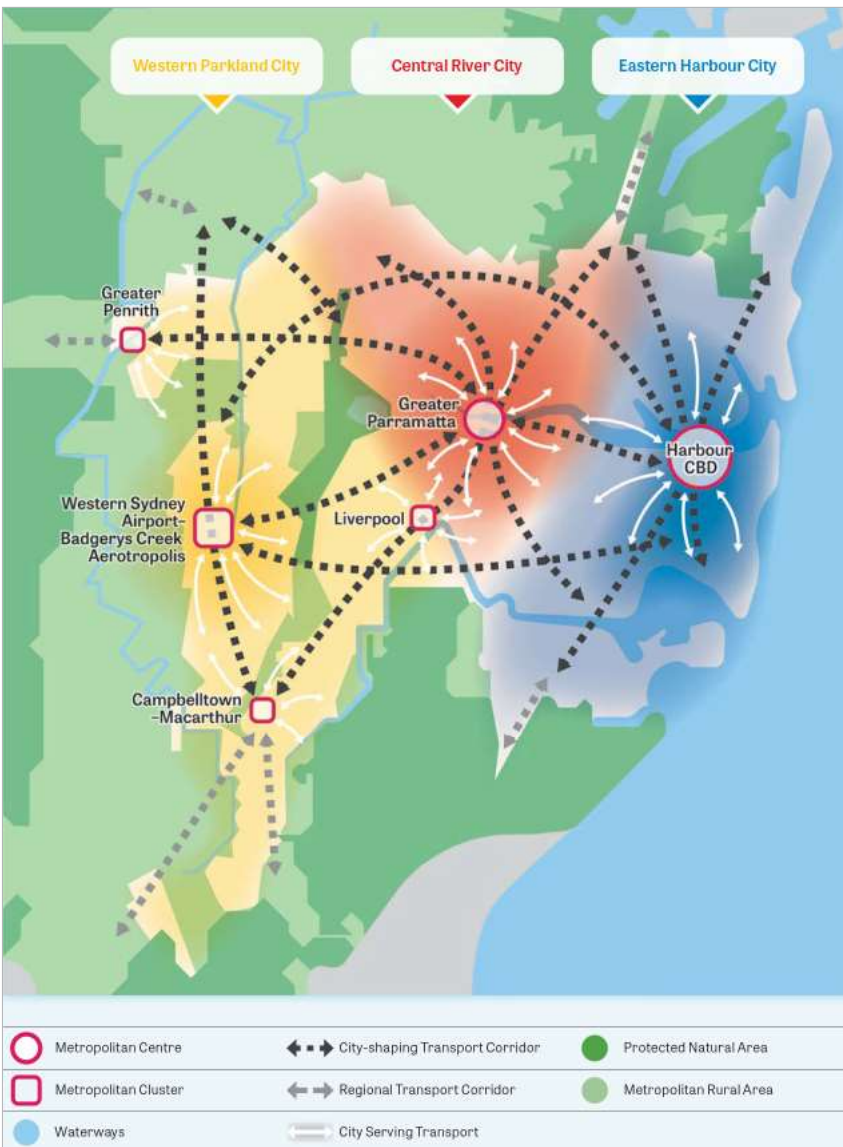 Western Parkland City
Central River City
Eastern Harbour City
Greater
Penrith
Greater
Parramatta
Harbour
CBD
Western Sydney
Airport–
Badgerys Creek
Aerotropolis
Liverpool
Campbelltown
–Macarthur
Metropolitan Centre
City-shaping Transport Corridor
Protected Natural Area
Metropolitan Cluster
Regional Transport Corridor
Metropolitan Rural Area
Waterways
City Serving Transport